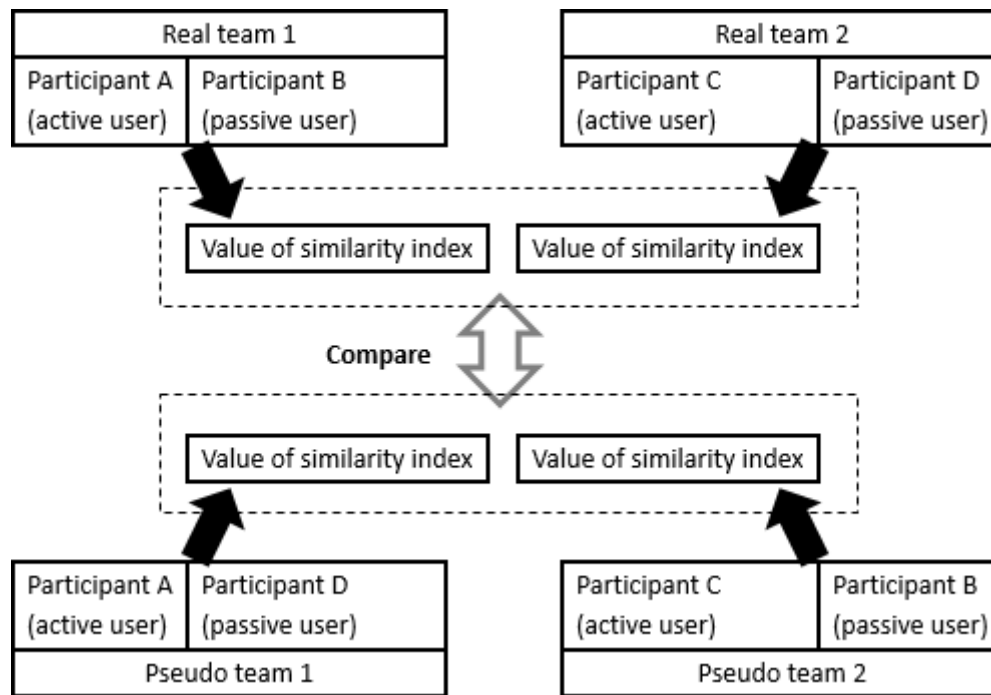 Real team 1
Real team 2
Participant A
(active user)
Participant B
(passive user)
Participant C
(active user)
Participant D
(passive user)
Value of similarity index
Value of similarity index
Compare
Value of similarity index
Value of similarity index
Participant A
(active user)
Participant D
(passive user)
Participant C
(active user)
Participant B
(passive user)
Pseudo team 1
Pseudo team 2